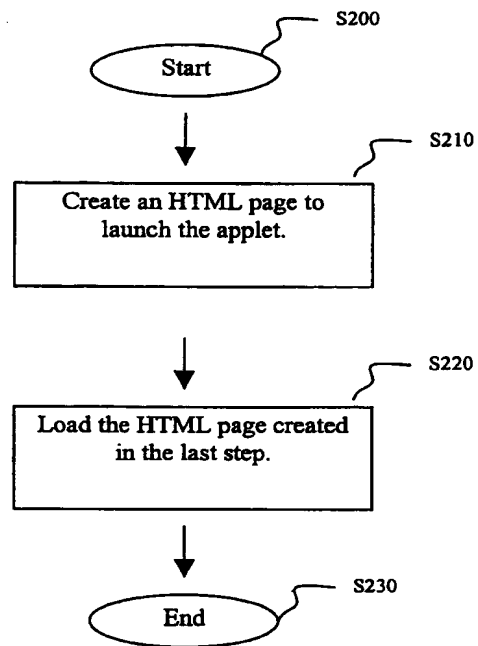 S200
Start
S210
Create an HTML page to
launch the applet.
S220
Load the HTML page created
in the last step.
S230
End